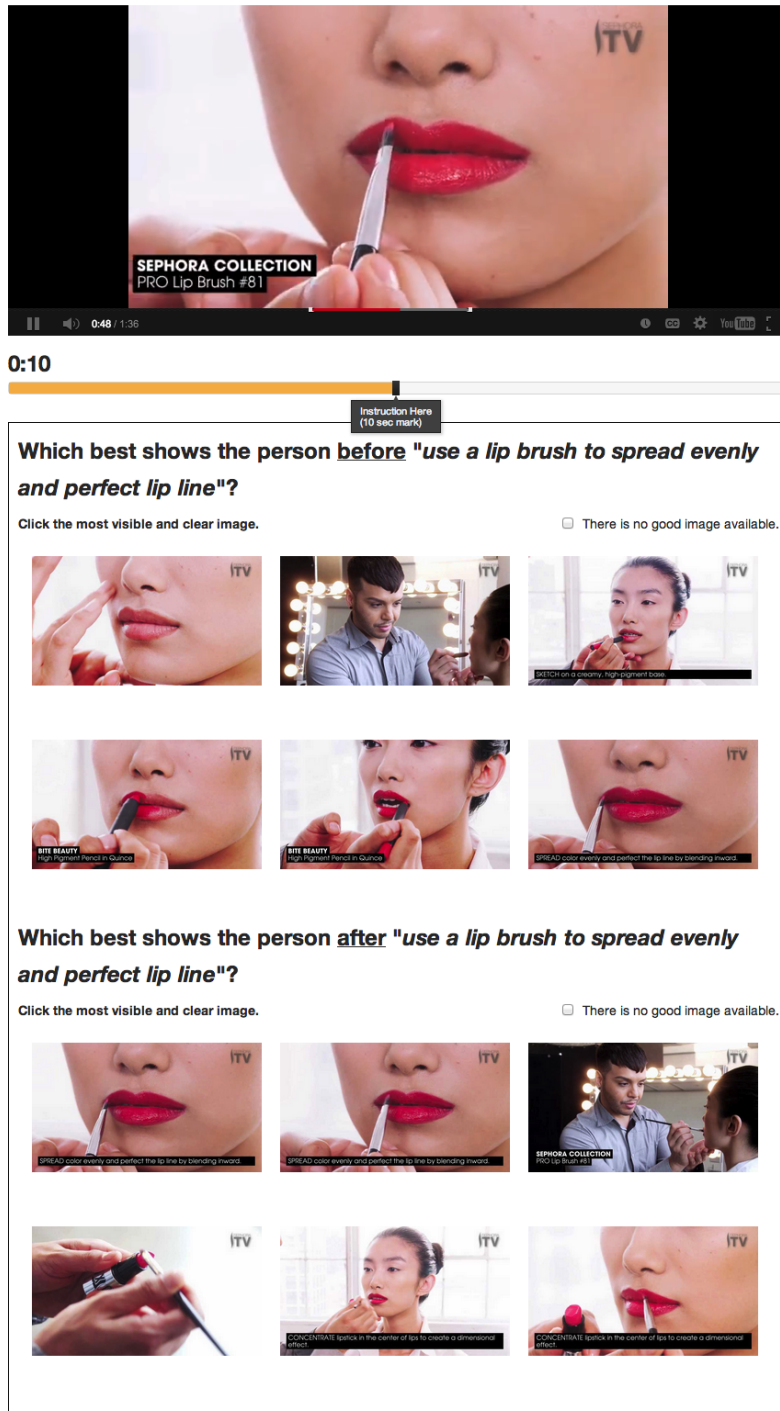 SEPHORA
TV
SEPHORA COLLECTION
PRO Lip Brush #81
0:48 / 1:36
CC
YouTube
0:10
Instruction Here
(10 sec mark)
Which best shows the person before "use a lip brush to spread evenly
and perfect lip line"?
Click the most visible and clear image.
There is no good image available.
TV
TV
TV
SKETCH on a creamy, high-pigment base.
TV
BITE BEAUTY
High Pigment Pencil in Quince
TV
BITE BEAUTY
High Pigment Pencil in Quince
TV
SPREAD color evenly and perfect the lip line by blending inward.
Which best shows the person after "use a lip brush to spread evenly
and perfect lip line"?
Click the most visible and clear image.
There is no good image available.
TV
SPREAD color evenly and perfect the lip line by blending inward.
TV
SPREAD color evenly and perfect the lip line by blending inward.
TV
SEPHORA COLLECTION
PRO Lip Brush #81
TV
TV
CONCENTRATE lipstick in the center of lips to create a dimensional
effect.
TV
CONCENTRATE lipstick in the center of lips to create a dimensional
effect.